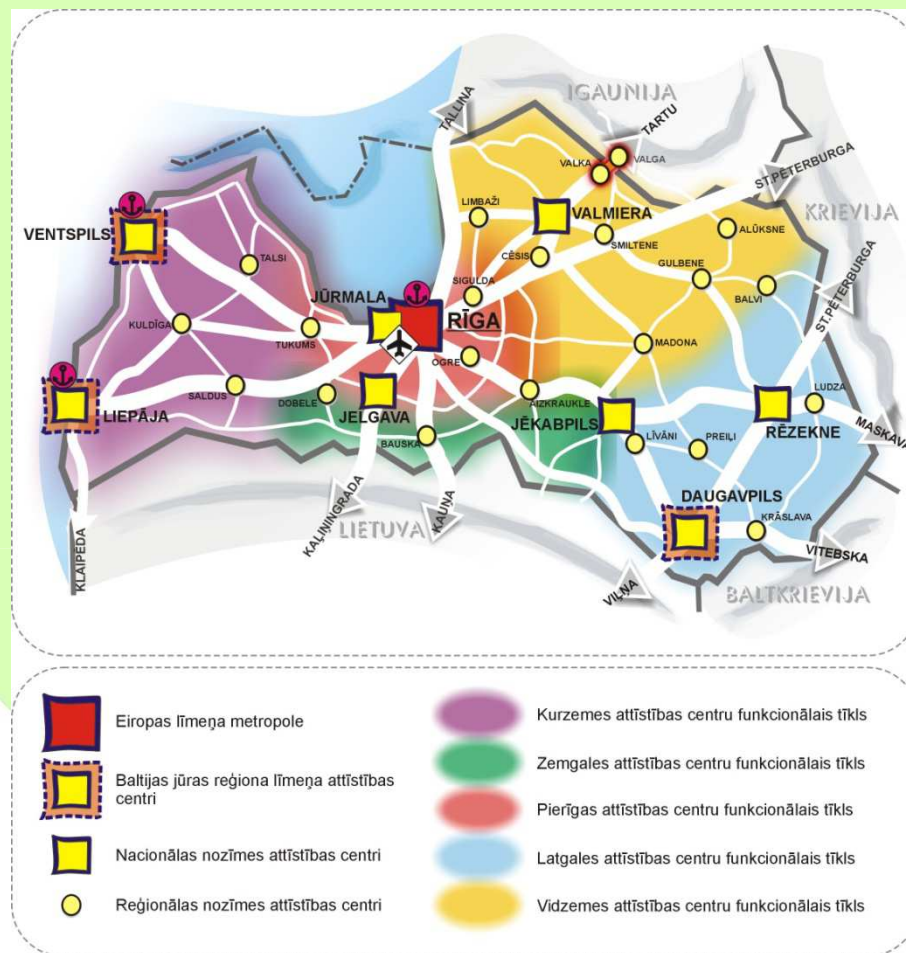 IGAUNIJA
TALLINA
TARTU
VALKA
VALGA
ST.PĒTERBURGA
KRIEVIJA
LIMBAŽI
VALMIERA
ALŪKSNE
VENTSPILS
SMILTENE
CĒSIS
TALSI
GULBENE
SIGULDA
BALVI
ST.PĒTERBURGA
JŪRMALA
RĪGA
KULDĪGA
TUKUMS
MADONA
OGRE
SALDUS
DOBELE
AIZKRAUKLE
LUDZA
LIEPĀJA
JELGAVA
JĒKABPILS
RĒZEKNE
MASKAVA
BAUSKA
LĪVĀNI
PREIĻI
DAUGAVPILS
KAĻIŅINGRADA
LIETUVA
KAUŅA
KRĀSLAVA
KLAIPĒDA
VITEBSKA
VIĻŅA
BALTKRIEVIJA
Eiropas līmeņa metropole
Baltijas jūras reģiona līmeņa attīstības
centri
Nacionālas nozīmes attīstības centri
Reģionālas nozīmes attīstības centri
Kurzemes attīstības centru funkcionālais tīkls
Zemgales attīstības centru funkcionālais tīkls
Pierīgas attīstības centru funkcionālais tīkls
Latgales attīstības centru funkcionālais tīkls
Vidzemes attīstības centru funkcionālais tīkls